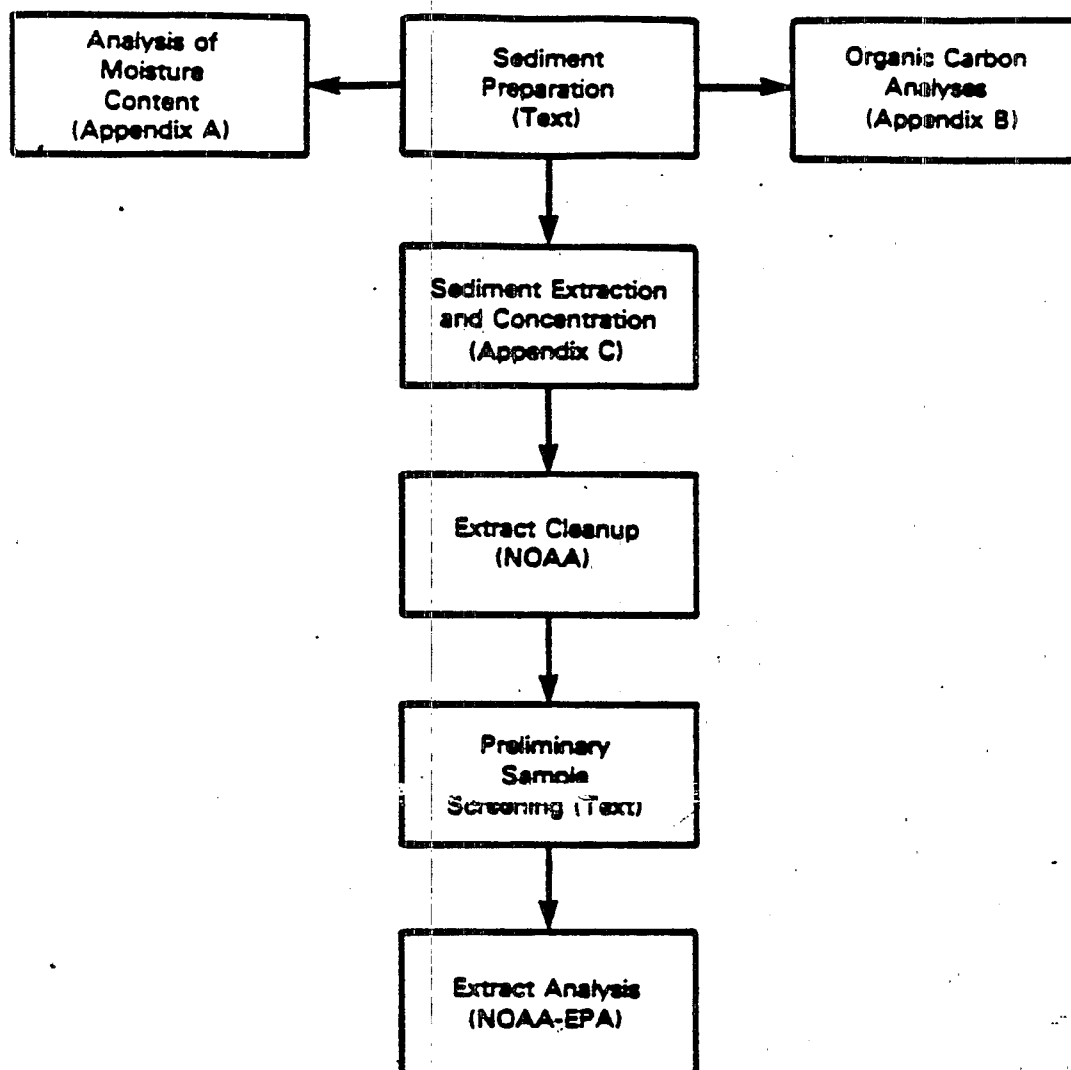 Analysis of
Moisture
Content
(Appendix A)
Sediment
Preparation
(Text)
Organic Carbon
Analyses
(Appendix B)
Sediment Extraction
and Concentration
(Appendix C)
Extract Cleanup
(NOAA)
Preliminary
Sample
Screening (Text)
Extract Analysis
(NOAA-EPA)